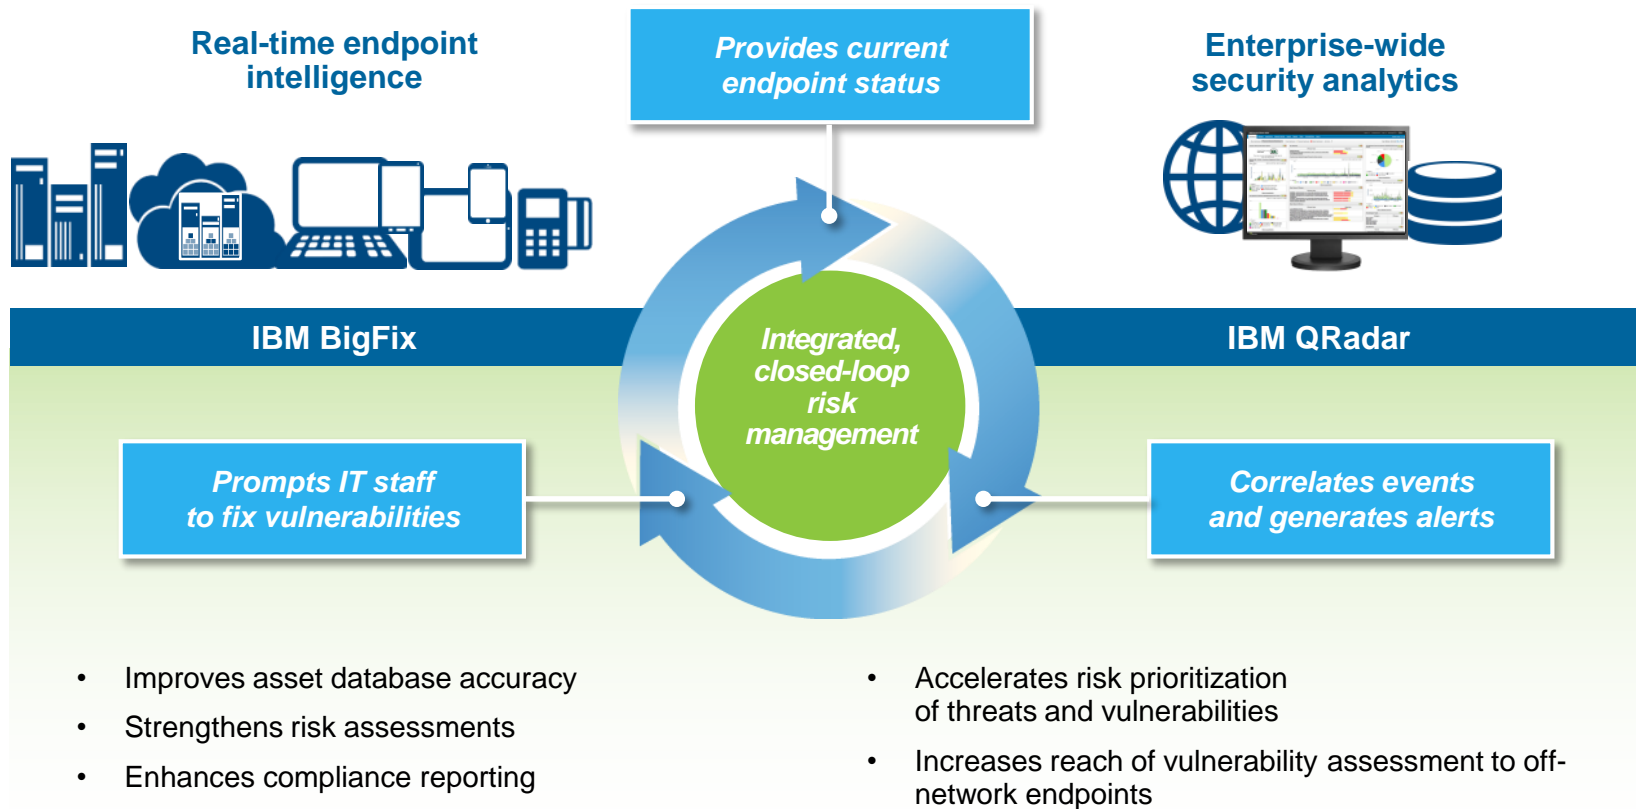 Real-time endpoint
intelligence
Provides current
endpoint status
Enterprise-wide
security analytics
IBM BigFix
IBM QRadar
Integrated,
closed-loop
risk
management
Prompts IT staff
to fix vulnerabilities
Correlates events
and generates alerts
• Improves asset database accuracy
• Strengthens risk assessments
• Enhances compliance reporting
• Accelerates risk prioritization
of threats and vulnerabilities
• Increases reach of vulnerability assessment to off-
network endpoints